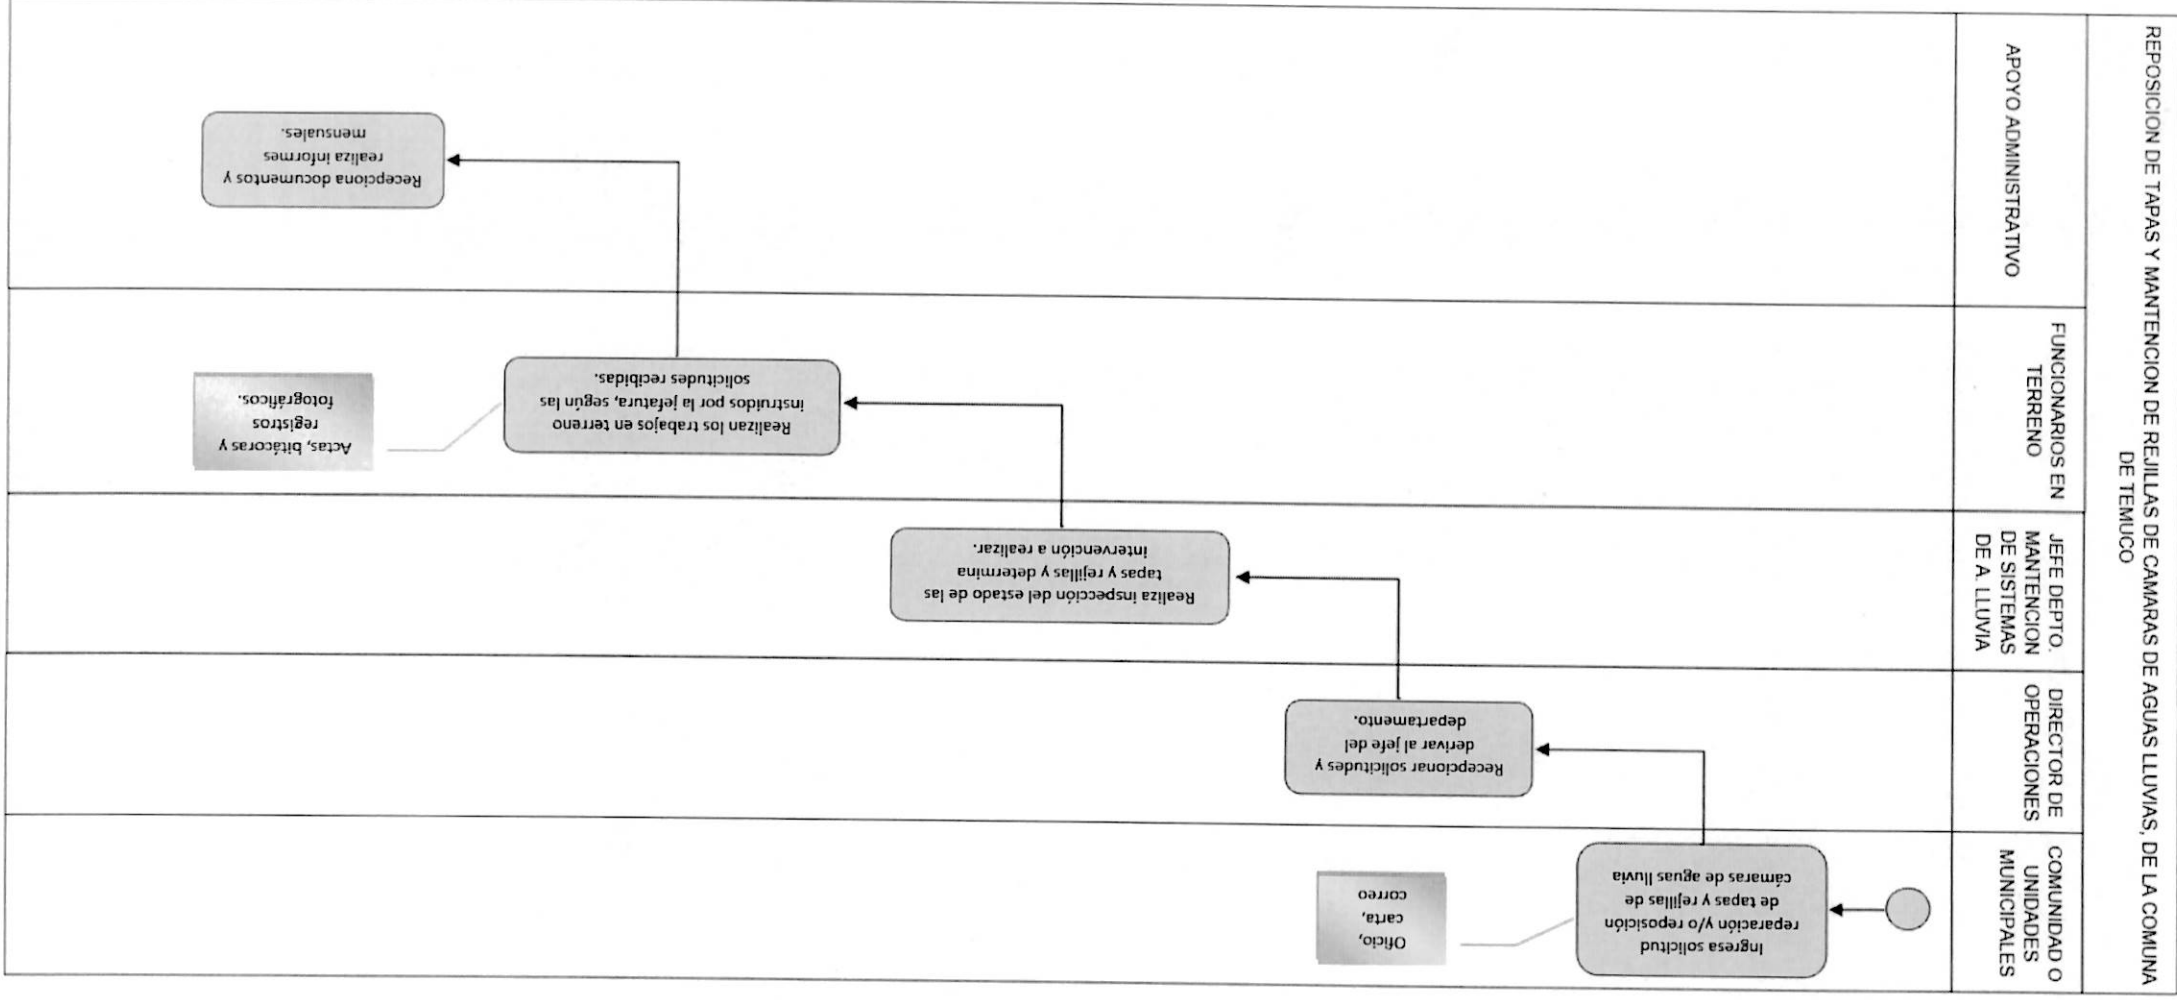 REPOSICION DE TAPAS Y MANTENCION DE REJILLAS DE CAMARAS DE AGUAS LLUVIAS, DE LA COMUNA
DE TEMUCO
COMUNIDAD O
UNIDADES
MUNICIPALES
Ingresa solicitud
reparación y/o reposición
de tapas y rejillas de
cámaras de aguas lluvia
Oficio,
carta,
correo
DIRECTOR DE
OPERACIONES
Recepcionar solicitudes y
derivar al jefe del
departamento.
JEFE DEPTO.
MANTENCION
DE SISTEMAS
DE A. LLUVIA
Realiza inspección del estado de las
tapas y rejillas y determina
intervención a realizar.
FUNCIONARIOS EN
TERRENO
Realizan los trabajos en terreno
instruidos por la jefatura, según las
solicitudes recibidas.
Actas, bitácoras y
registros
fotográficos.
APOYO ADMINISTRATIVO
Recepciona documentos y
realiza informes
mensuales.